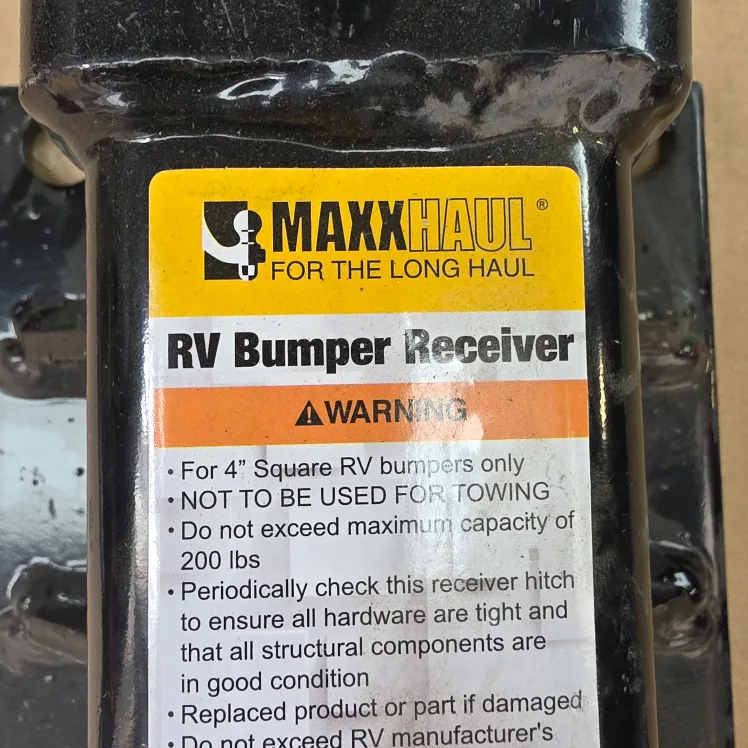 MAXXHAUL®
FOR THE LONG HAUL
RV Bumper Receiver
⚠WARNING
• For 4” Square RV bumpers only
• NOT TO BE USED FOR TOWING
• Do not exceed maximum capacity of
200 lbs
• Periodically check this receiver hitch
to ensure all hardware are tight and
that all structural components are
in good condition
• Replaced product or part if damaged
• Do not exceed RV manufacturer's